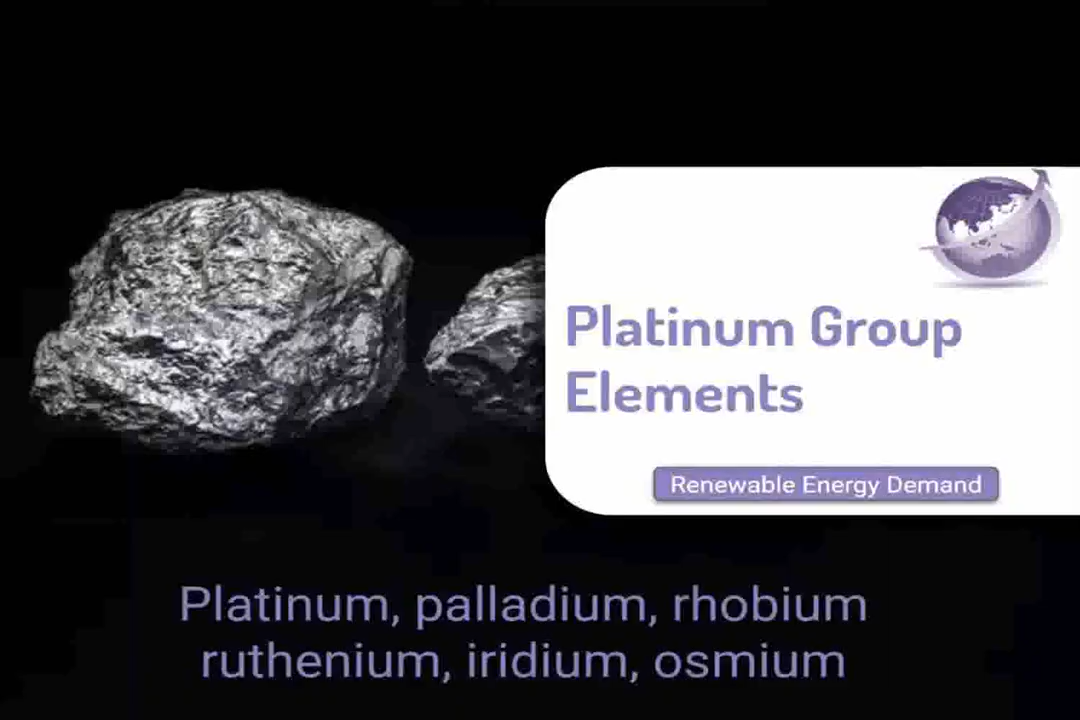 Platinum Group
Elements
Renewable Energy Demand
Platinum, palladium, rhobium
ruthenium, iridium, osmium